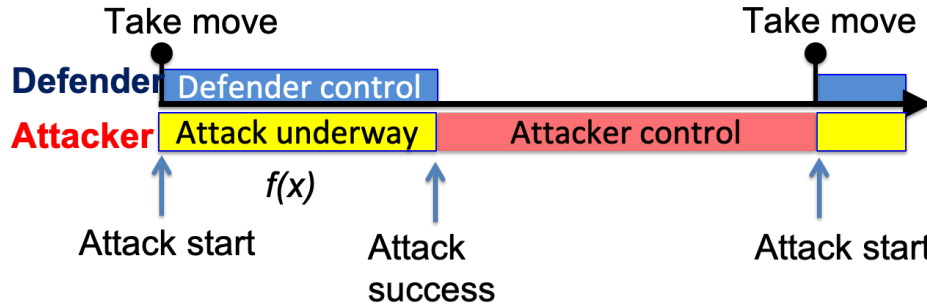 Take move Take move
Defender Defender control
Attacker Attack underway Attacker control
f(x)
Attack start Attack success Attack start